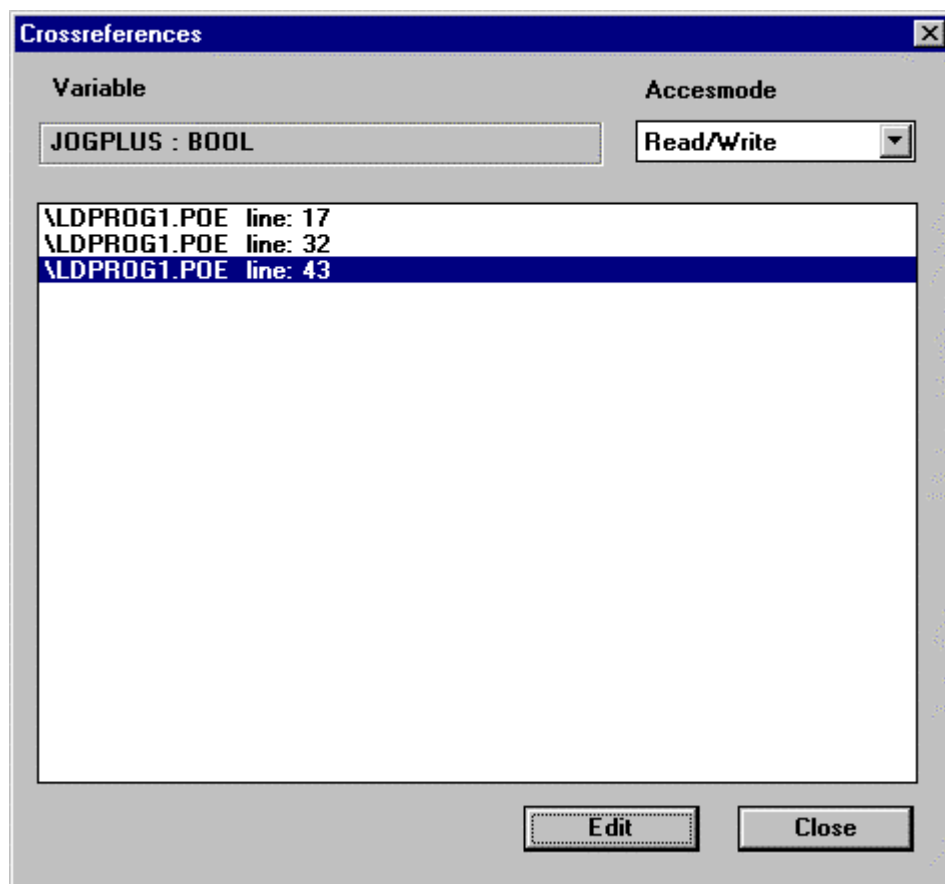 Crossreferences
Variable
Accesmode
JOGPLUS : BOOL
Read/Write
\LDPROG1.POE line: 17
\LDPROG1.POE line: 32
\LDPROG1.POE line: 43
Edit
Close